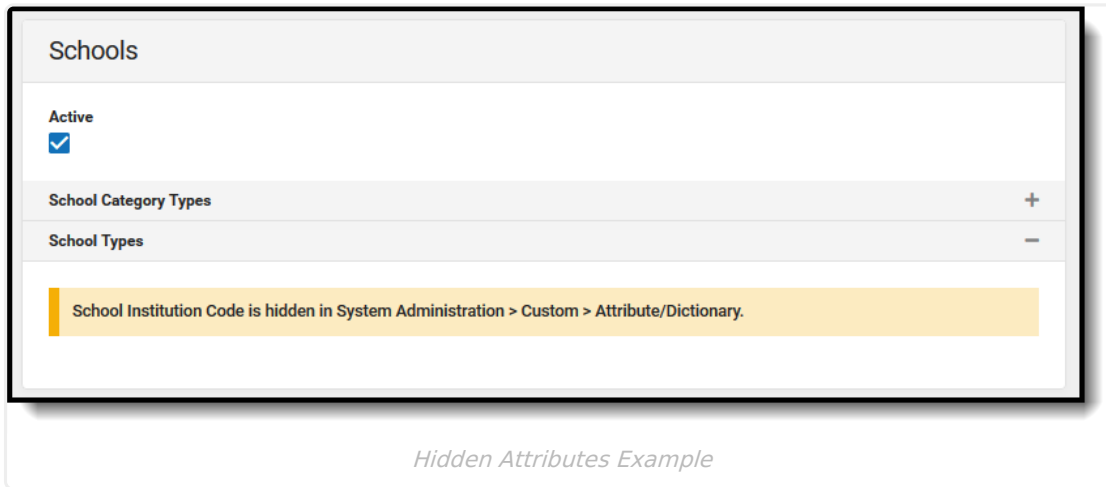 Schools
Active
School Category Types
School Types
School Institution Code is hidden in System Administration > Custom > Attribute/Dictionary.
Hidden Attributes Example